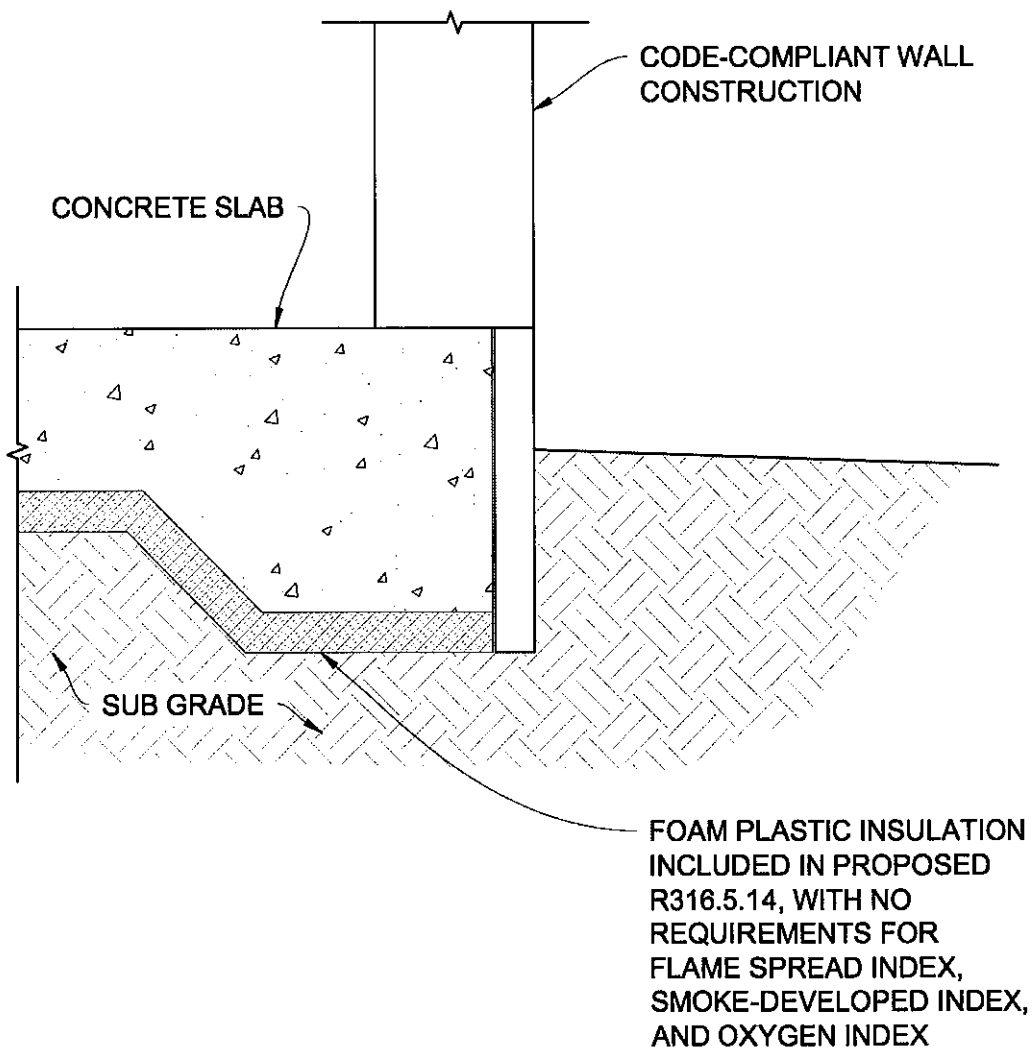 CODE-COMPLIANT WALL
CONSTRUCTION
CONCRETE SLAB
SUB GRADE
FOAM PLASTIC INSULATION
INCLUDED IN PROPOSED
R316.5.14, WITH NO
REQUIREMENTS FOR
FLAME SPREAD INDEX,
SMOKE-DEVELOPED INDEX,
AND OXYGEN INDEX